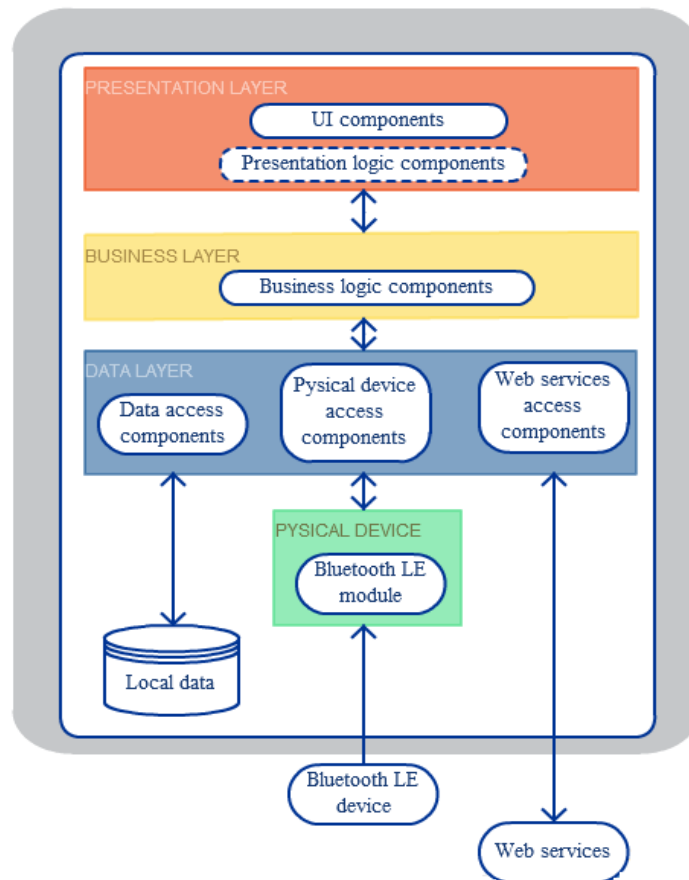 PRESENTATION LAYER
UI components
Presentation logic components
BUSINESS LAYER
Business logic components
DATA LAYER
Data access
components
Pysical device
access
components
Web services
access
components
PYSICAL DEVICE
Bluetooth LE
module
Local data
Bluetooth LE
device
Web services